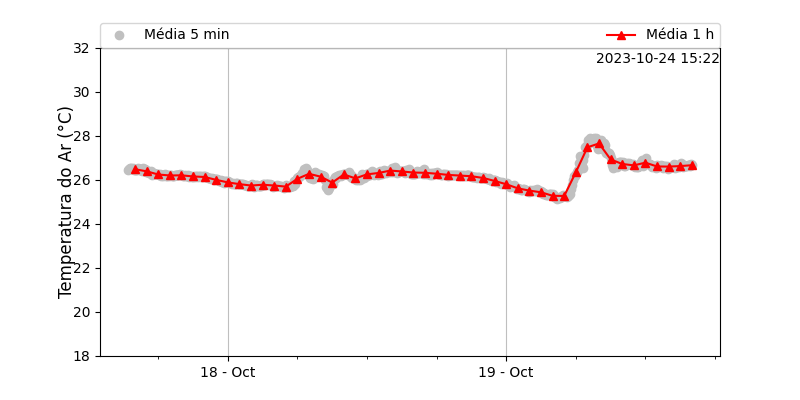 Média 5 min
Média 1 h
2023-10-24 15:22
Temperatura do Ar (°C)
32
30
28
26
24
22
20
18
18 - Oct
19 - Oct